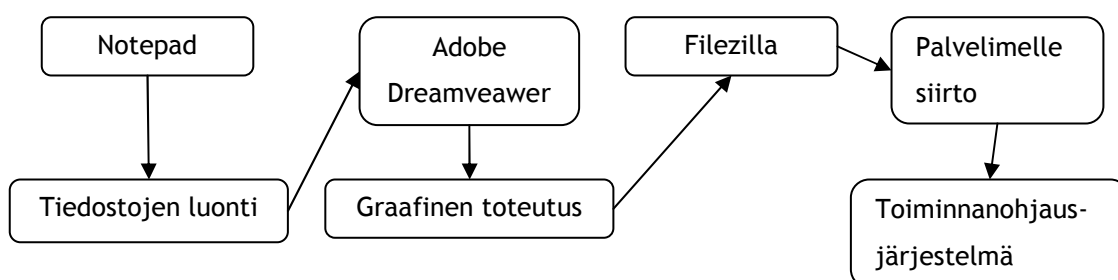 Notepad
Tiedostojen luonti
Adobe
Dreamveawer
Graafinen toteutus
Filezilla
Palvelimelle
siirto
Toiminnanohjaus-
järjestelmä